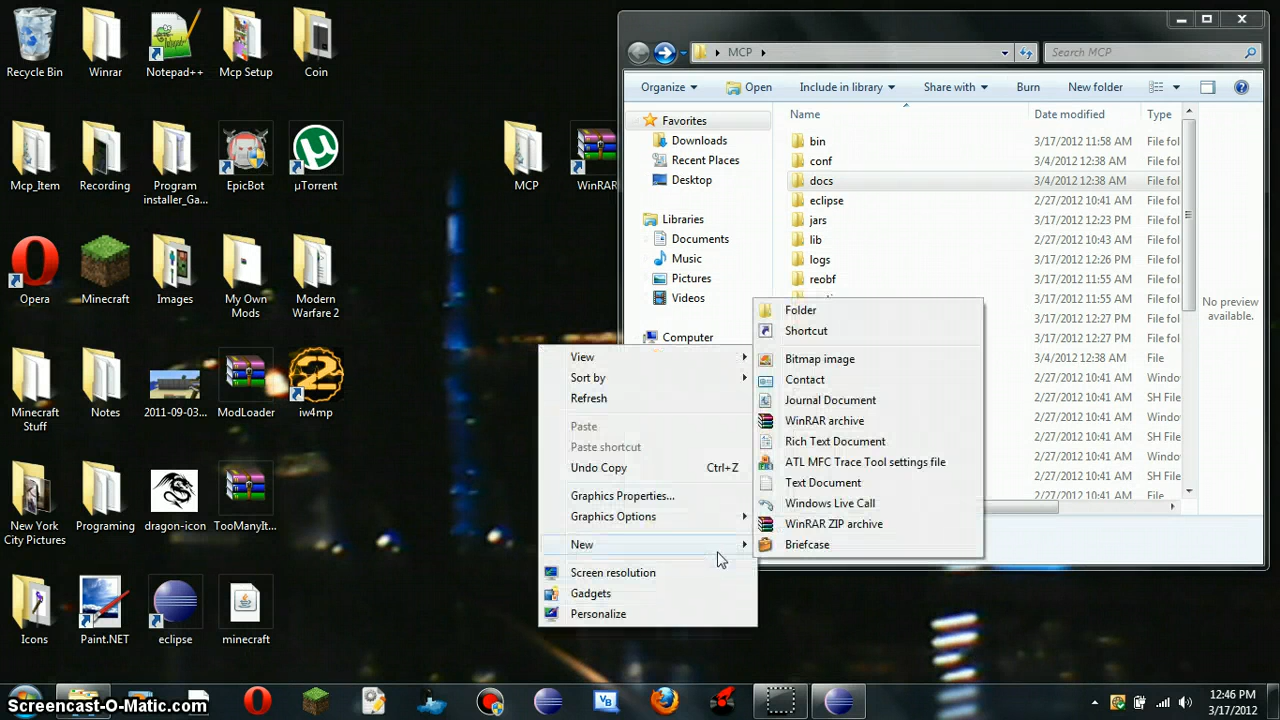 Recycle Bin
Winrar
Notepad++
Mcp Setup
Coin
Mcp_Item
Recording
Program
installer_Ga...
EpicBot
µTorrent
MCP
WinRAR
Opera
Minecraft
Images
My Own
Mods
Modern
Warfare 2
Minecraft
Stuff
Notes
2011-09-03...
ModLoader
iw4mp
New York
City Pictures
Programing
dragon-icon
TooManyIt...
Icons
Paint.NET
eclipse
minecraft
MCP
Search MCP
Organize
Open
Include in library
Share with
Burn
New folder
Favorites
Downloads
Recent Places
Desktop
Libraries
Documents
Music
Pictures
Videos
Computer
Name
Date modified
Type
bin
3/17/2012 11:58 AM
File fol
conf
3/4/2012 12:38 AM
File fol
docs
3/4/2012 12:38 AM
File fol
eclipse
2/27/2012 10:41 AM
File fol
jars
3/17/2012 12:23 PM
File fol
lib
2/27/2012 10:43 AM
File fol
logs
3/17/2012 12:26 PM
File fol
reobf
3/17/2012 11:55 AM
File fol
3/17/2012 11:55 AM
File fol
3/17/2012 12:27 PM
File fol
3/17/2012 12:27 PM
File fol
3/4/2012 12:38 AM
File
2/27/2012 10:41 AM
Windo
2/27/2012 10:41 AM
SH File
2/27/2012 10:41 AM
Windo
2/27/2012 10:41 AM
SH File
2/27/2012 10:41 AM
Windo
2/27/2012 10:41 AM
SH File
No preview
available.
View
Sort by
Refresh
Paste
Paste shortcut
Undo Copy
Ctrl+Z
Graphics Properties...
Graphics Options
New
Screen resolution
Gadgets
Personalize
Folder
Shortcut
Bitmap image
Contact
Journal Document
WinRAR archive
Rich Text Document
ATL MFC Trace Tool settings file
Text Document
Windows Live Call
WinRAR ZIP archive
Briefcase
Screencast-O-Matic.com
VB
12:46 PM
3/17/2012